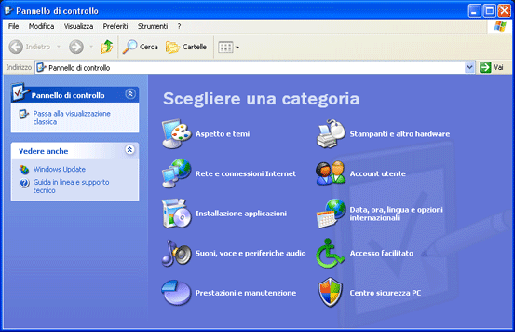 Pannello di controllo
File Modifica Visualizza Preferiti Strumenti ?
Indietro Cerca Cartelle
Indirizzo Pannello di controllo Vai
Pannello di controllo
Passa alla visualizzazione
classica
Vedere anche
Windows Update
Guida in linea e supporto
tecnico
Scegliere una categoria
Aspetto e temi
Stampanti e altro hardware
Rete e connessioni Internet
Account utente
Installazione applicazioni
Data, ora, lingua e opzioni
internazionali
Suoni, voce e periferiche audio
Accesso facilitato
Prestazioni e manutenzione
Centro sicurezza PC